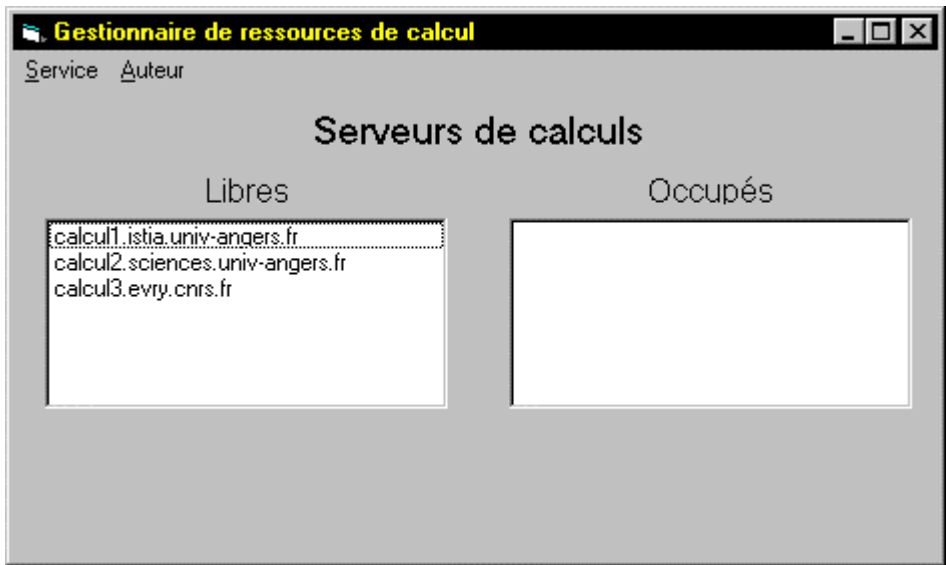 Gestionnaire de ressources de calcul
Service Auteur
Serveurs de calculs
Libres Occupés
calcul1.istia.univ-angers.fr
calcul2.sciences.univ-angers.fr
calcul3.evry.cnrs.fr